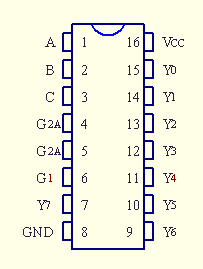 A 1 16 VCC
B 2 15 Y0
C 3 14 Y1
G2A 4 13 Y2
G2A 5 12 Y3
G1 6 11 Y4
Y7 7 10 Y5
GND 8 9 Y6